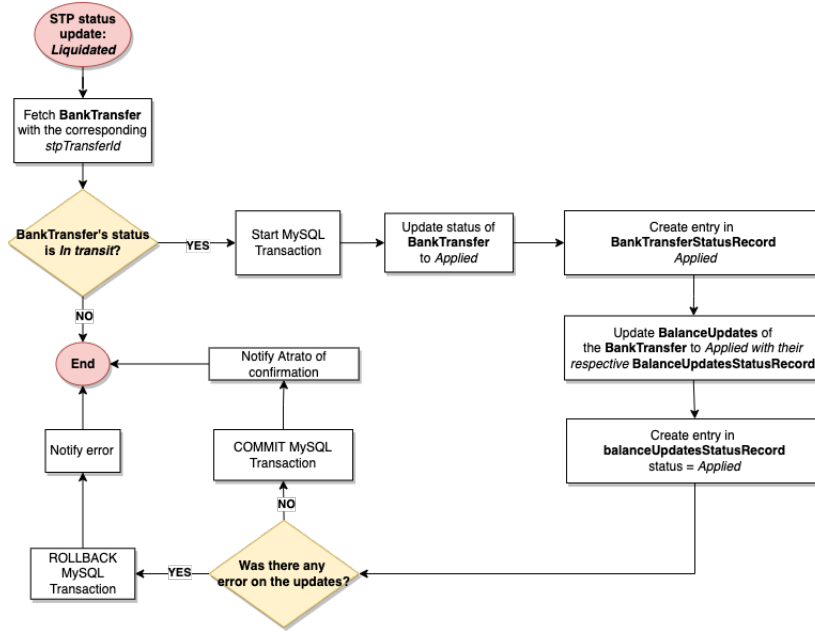 STP status
update:
Liquidated
Fetch BankTransfer
with the corresponding
stpTransferId
BankTransfer's status
is In transit?
YES
Start MySQL
Transaction
Update status of
BankTransfer
to Applied
Create entry in
BankTransferStatusRecord
Applied
NO
Update BalanceUpdates of
the BankTransfer to Applied with their
respective BalanceUpdatesStatusRecord
End
Notify Atrato of
confirmation
Create entry in
balanceUpdatesStatusRecord
status = Applied
Notify error
COMMIT MySQL
Transaction
NO
Was there any
error on the updates?
YES
ROLLBACK
MySQL
Transaction